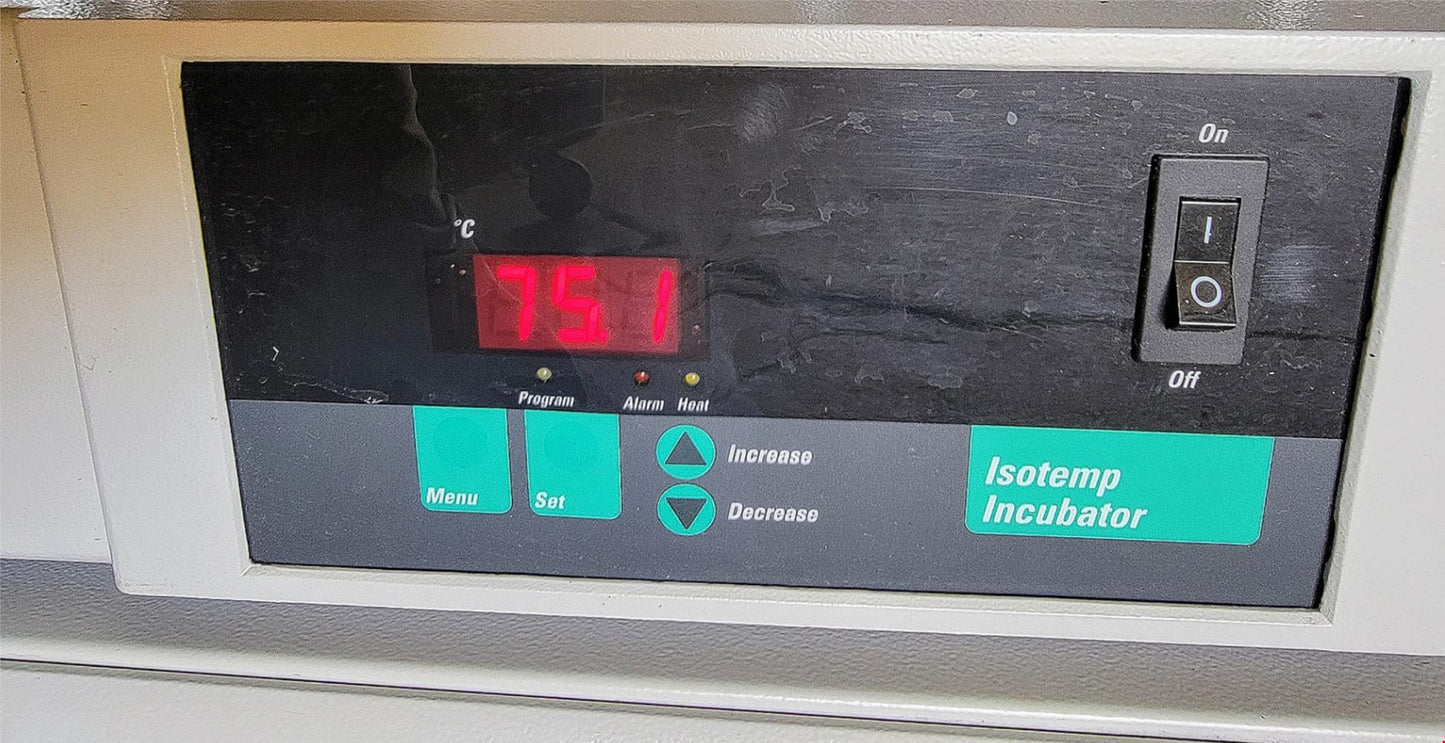 On
°C
75.1
I
O
Off
Program
Alarm
Heat
Menu
Set
Increase
Decrease
Isotemp
Incubator